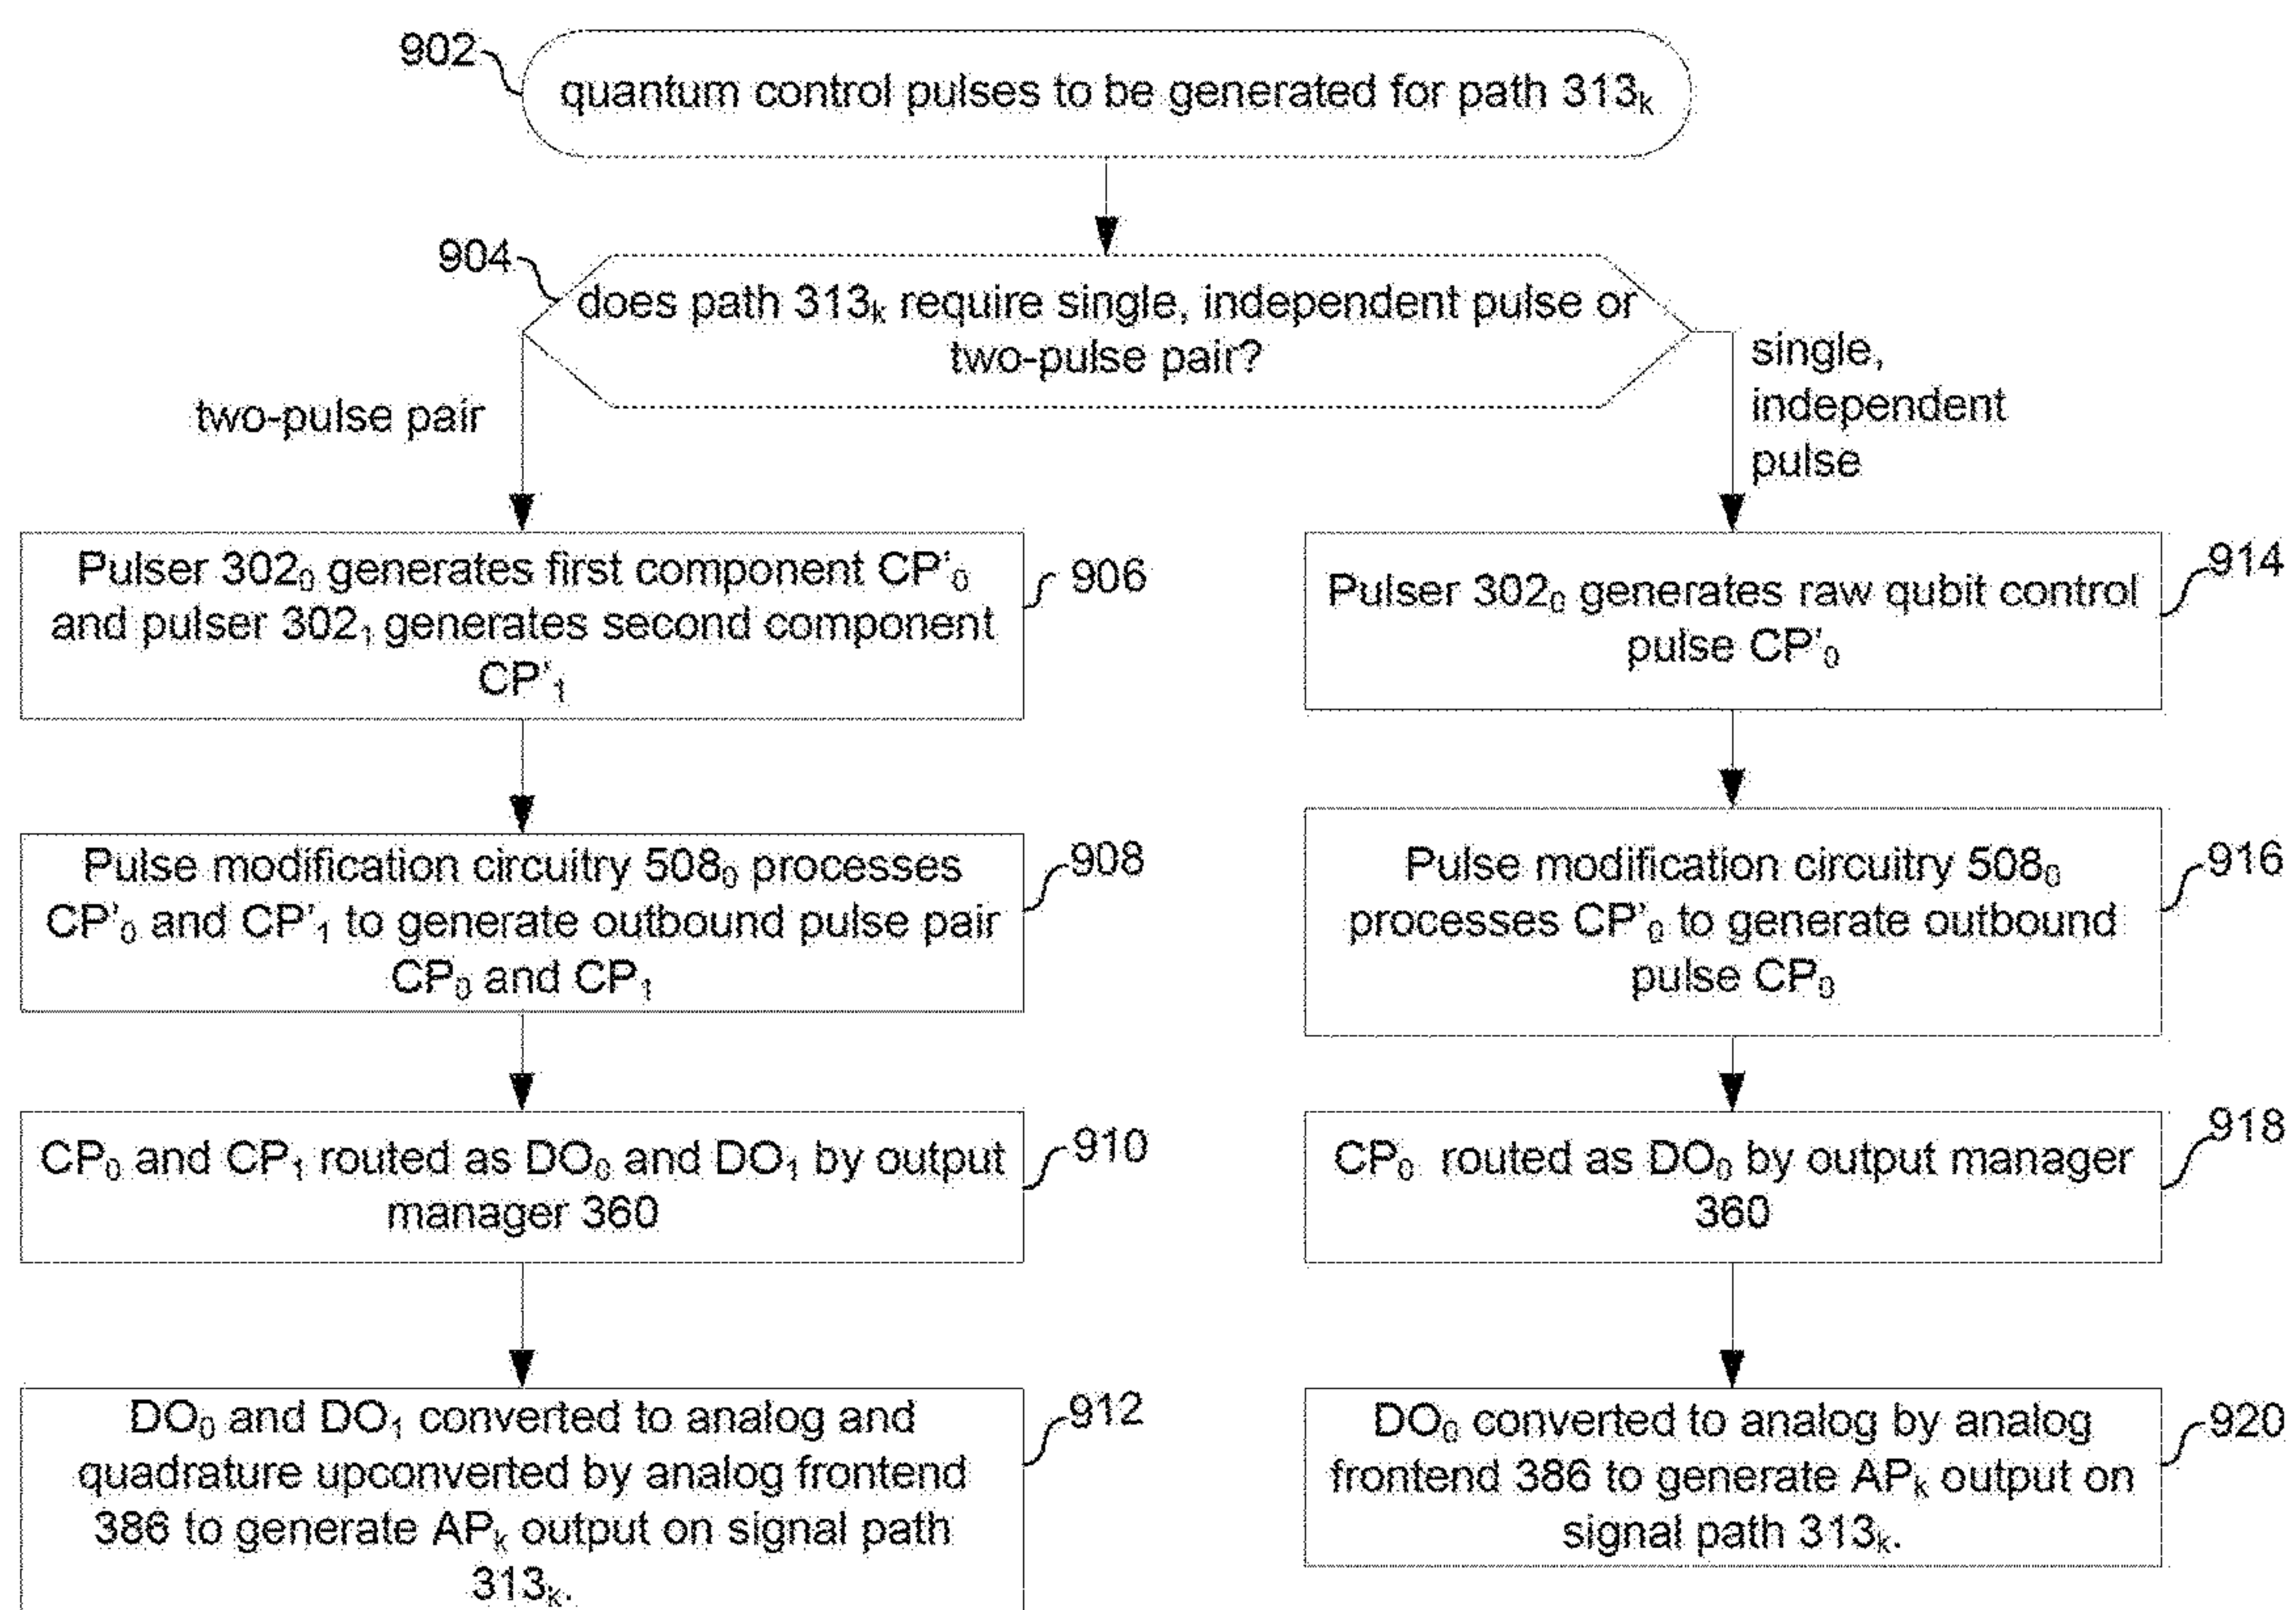 902
quantum control pulses to be generated for path 313k
904
does path 313k require single, independent pulse or
two-pulse pair?
two-pulse pair
single,
independent
pulse
Pulser 302₀ generates first component CP'₀
and pulser 302₁ generates second component
CP'₁
906
Pulse modification circuitry 508₀ processes
CP'₀ and CP'₁ to generate outbound pulse pair
CP₀ and CP₁
908
CP₀ and CP₁ routed as DO₀ and DO₁ by output
manager 360
910
DO₀ and DO₁ converted to analog and
quadrature upconverted by analog frontend
386 to generate APk output on signal path
313k.
912
Pulser 302₀ generates raw qubit control
pulse CP'₀
914
Pulse modification circuitry 508₀
processes CP'₀ to generate outbound
pulse CP₀
916
CP₀ routed as DO₀ by output manager
360
918
DO₀ converted to analog by analog
frontend 386 to generate APk output on
signal path 313k.
920